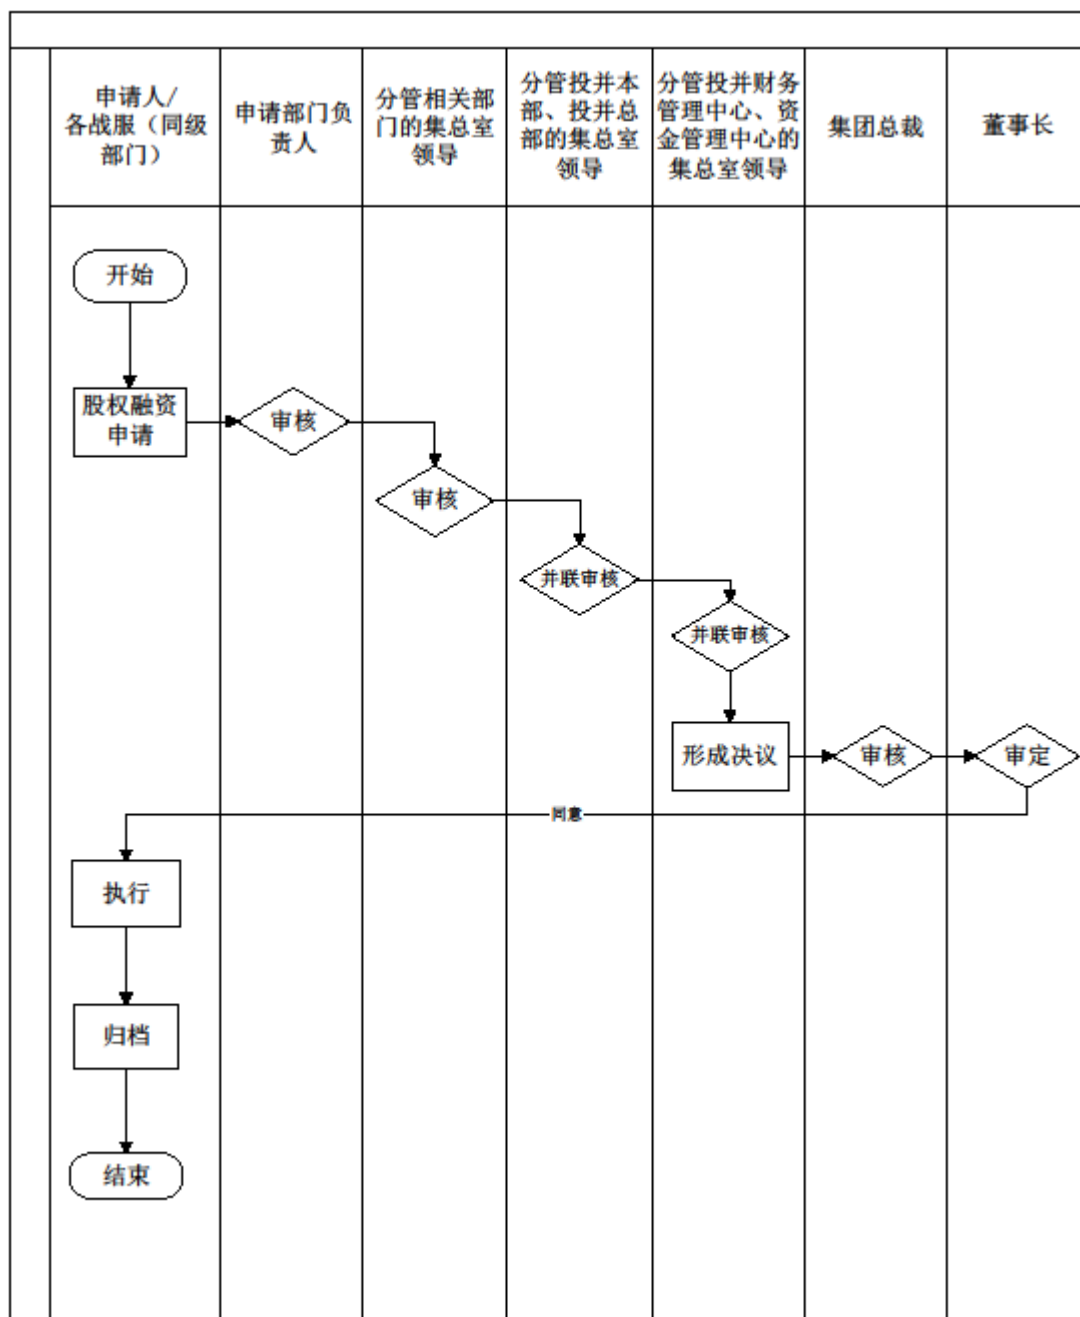 申请人/
各战服（同级
部门）
申请部门负
责人
分管相关部
门的集总室
领导
分管投并本
部、投并总
部的集总室
领导
分管投并财务
管理中心、资
金管理中心的
集总室领导
集团总裁
董事长
开始
股权融资
申请
审核
审核
并联审核
并联审核
形成决议
审核
审定
同意
执行
归档
结束